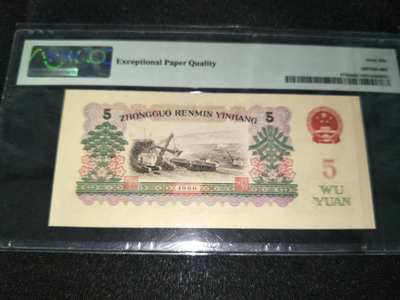 Exceptional Paper Quality
5 ZHONGGUO RENMIN YINHANG 5
1960
5
WU
YUAN